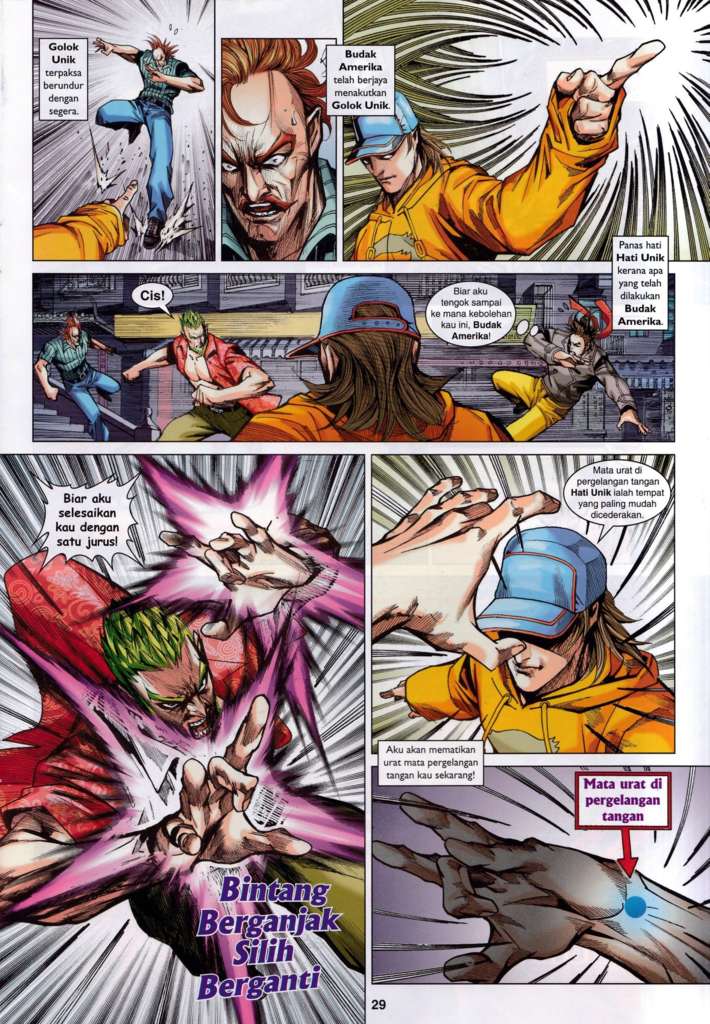 Golok
Unik
terpaksa
berundur
dengan
segera.
Budak
Amerika
telah berjaya
menakutkan
Golok Unik.
Panas hati
Hati Unik
kerana apa
yang telah
dilakukan
Budak
Amerika.
Cis!
Biar aku
tengok sampai
ke mana kebolehan
kau ini, Budak
Amerika!
Biar aku
selesaikan
kau dengan
satu jurus!
Bintang
Berganjak
Silih
Berganti
Mata urat di
pergelangan tangan
Hati Unik ialah tempat
yang paling mudah
dicederakan.
Aku akan mematikan
urat mata pergelangan
tangan kau sekarang!
Mata urat di
pergelangan
tangan
29